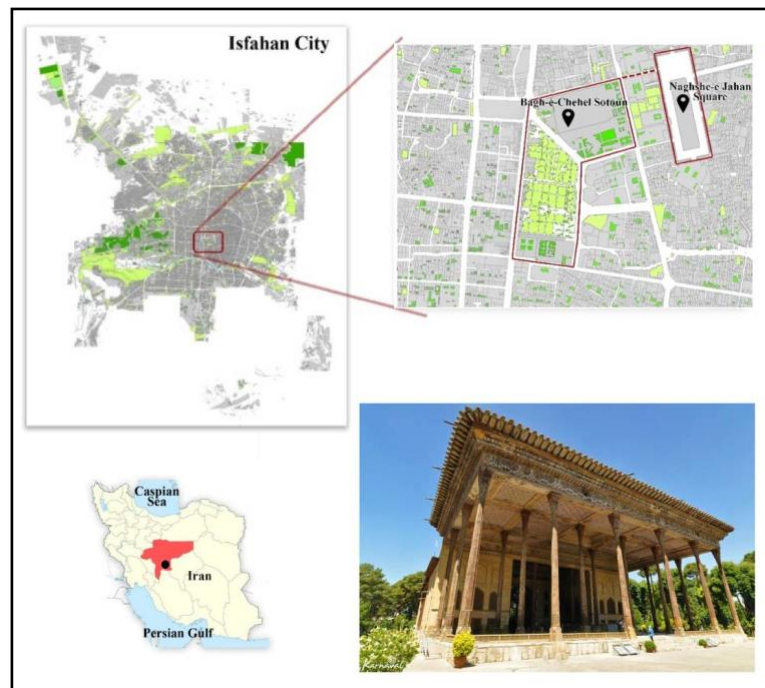 Isfahan City
Bagh-e-Chehel Sotoun
Naghshe-e Jahan
Square
Caspian
Sea
Iran
Persian Gulf
Karnaval